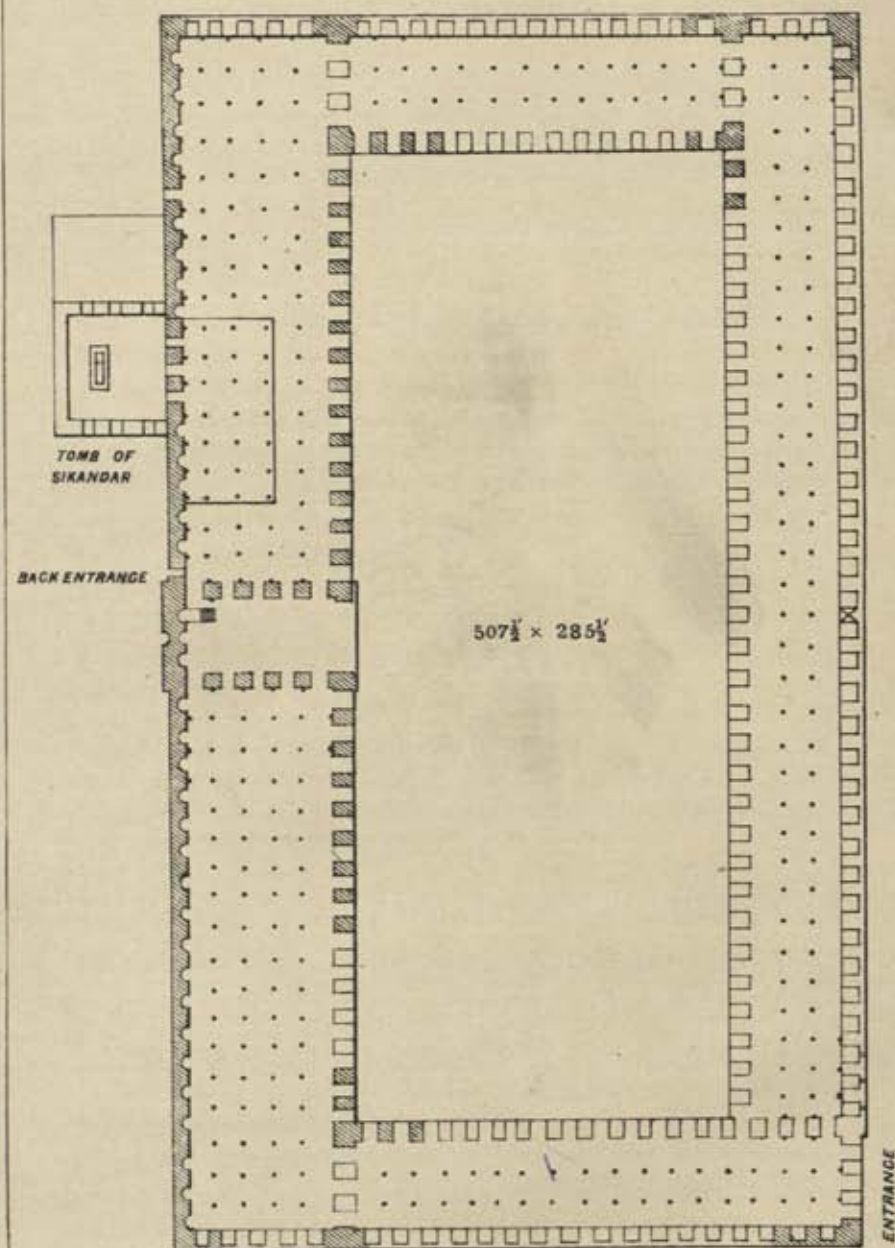 TOMB OF
SIKANDAR
BACK ENTRANCE
507½' × 285½'
ENTRANCE